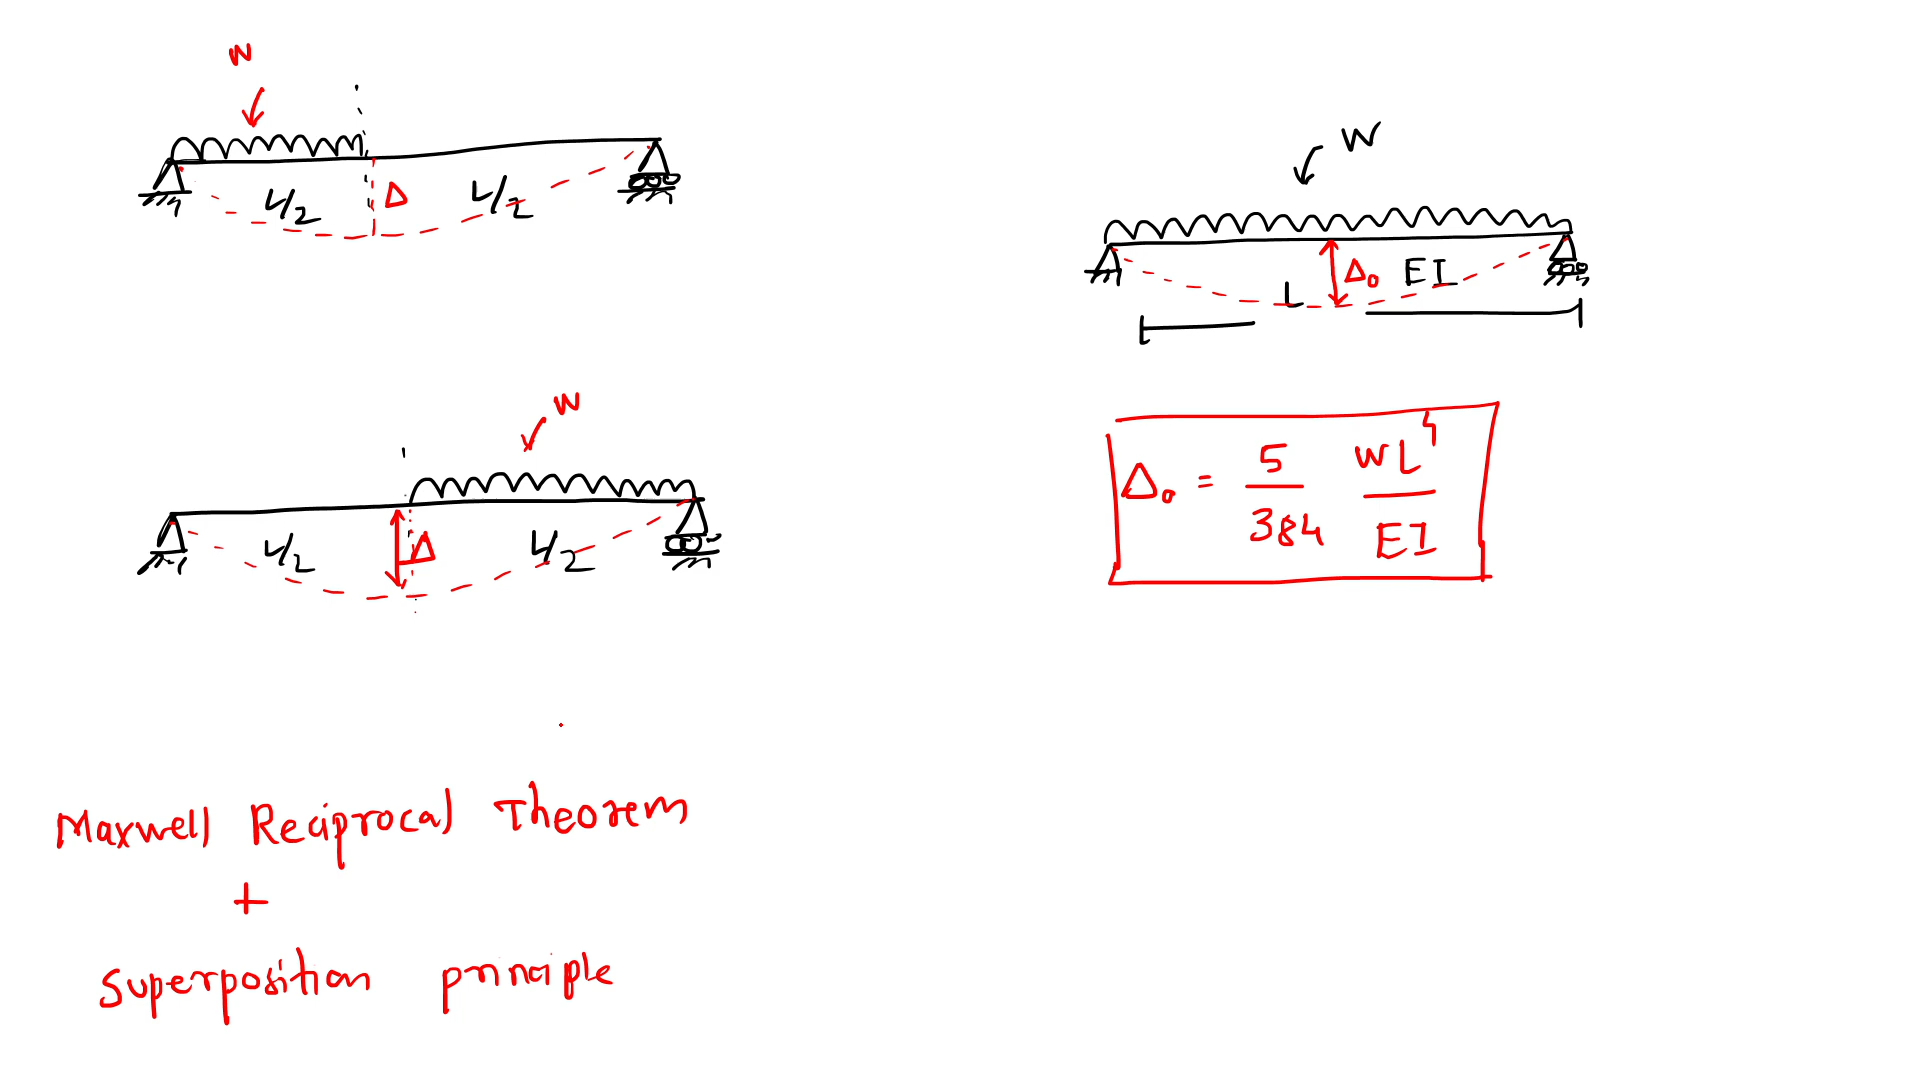 w
L/2 Δ L/2
w
L/2 Δ L/2
Maxwell Reciprocal Theorem
+
Superposition principle
W
Δ₀ EI
L
Δ₀ = 5/384 WL⁴/EI